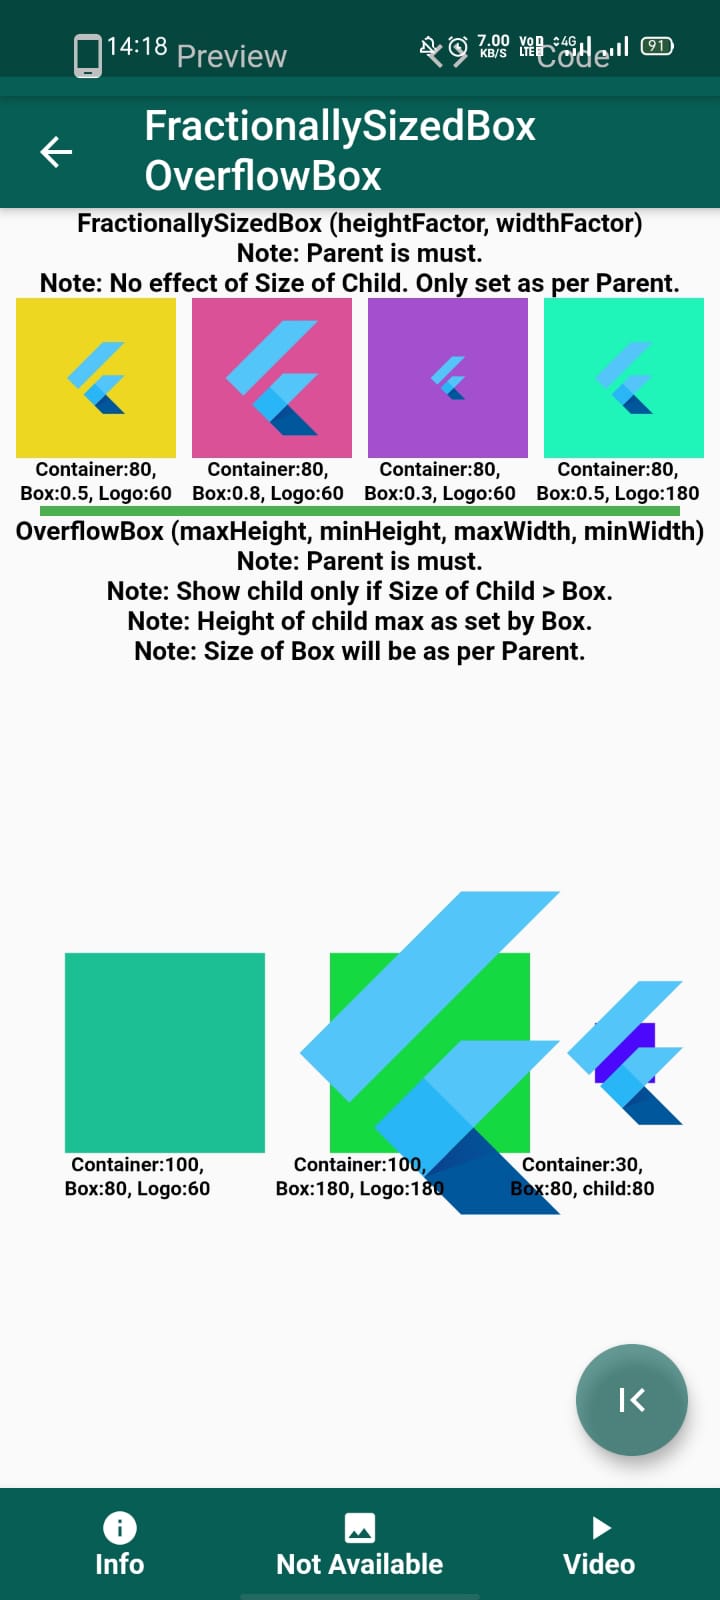 14:18
7.00 KB/S
VoD LTE
4G
91
Preview
Code
FractionallySizedBox
OverflowBox
FractionallySizedBox (heightFactor, widthFactor)
Note: Parent is must.
Note: No effect of Size of Child. Only set as per Parent.
Container:80,
Box:0.5, Logo:60
Container:80,
Box:0.8, Logo:60
Container:80,
Box:0.3, Logo:60
Container:80,
Box:0.5, Logo:180
OverflowBox (maxHeight, minHeight, maxWidth, minWidth)
Note: Parent is must.
Note: Show child only if Size of Child > Box.
Note: Height of child max as set by Box.
Note: Size of Box will be as per Parent.
Container:100,
Box:80, Logo:60
Container:100,
Box:180, Logo:180
Container:30,
Box:80, child:80
Info
Not Available
Video